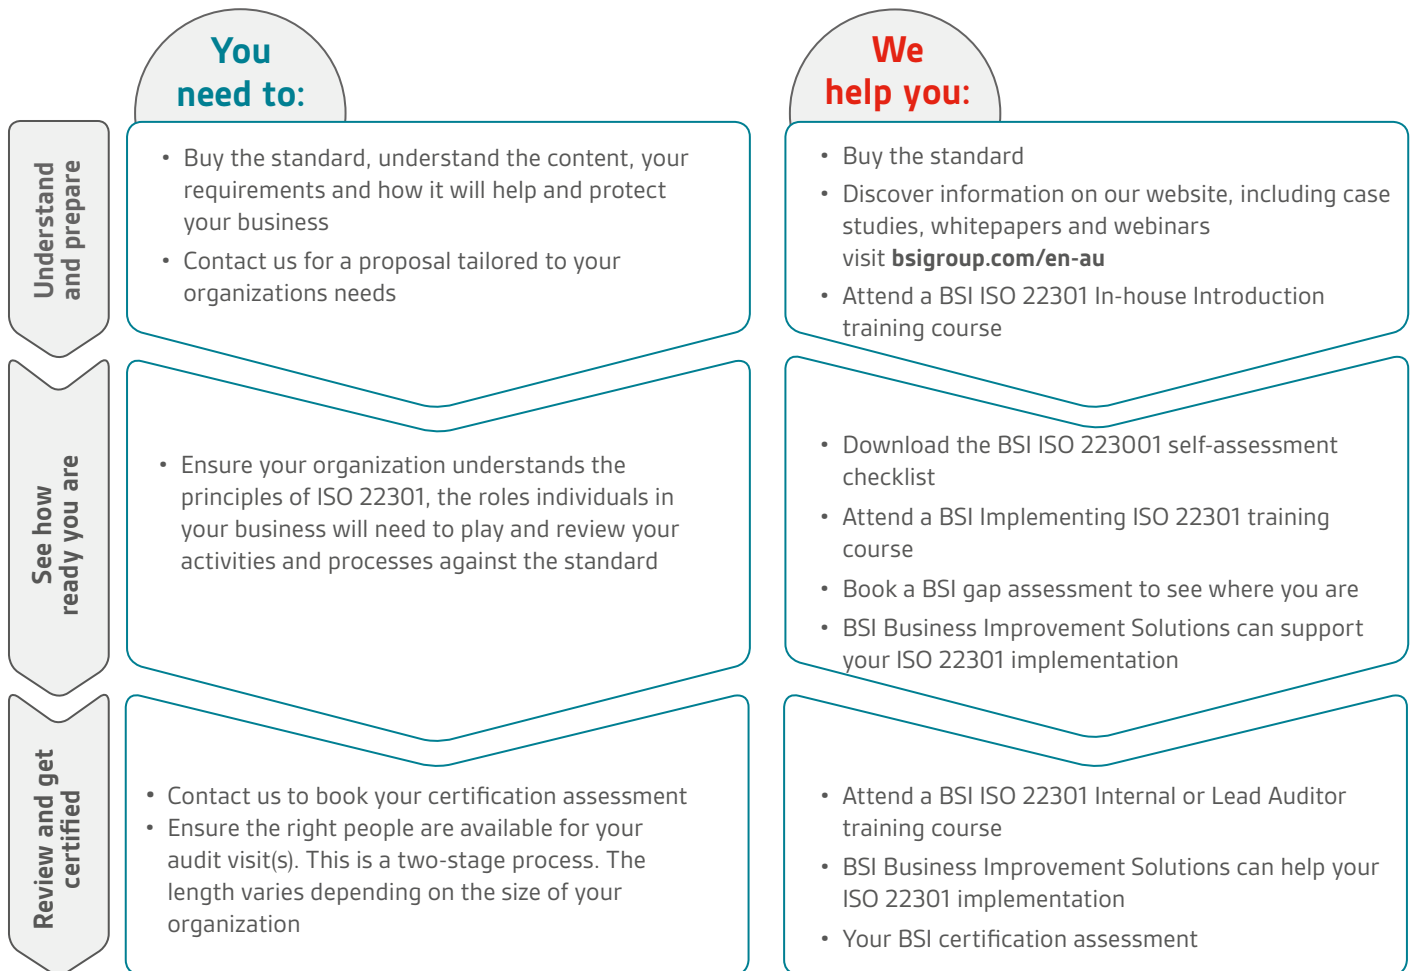 You
need to:
We
help you:
Understand
and prepare
• Buy the standard, understand the content, your
requirements and how it will help and protect
your business
• Contact us for a proposal tailored to your
organizations needs
• Buy the standard
• Discover information on our website, including case
studies, whitepapers and webinars
visit bsigroup.com/en-au
• Attend a BSI ISO 22301 In-house Introduction
training course
See how
ready you are
• Ensure your organization understands the
principles of ISO 22301, the roles individuals in
your business will need to play and review your
activities and processes against the standard
• Download the BSI ISO 223001 self-assessment
checklist
• Attend a BSI Implementing ISO 22301 training
course
• Book a BSI gap assessment to see where you are
• BSI Business Improvement Solutions can support
your ISO 22301 implementation
Review and get
certified
• Contact us to book your certification assessment
• Ensure the right people are available for your
audit visit(s). This is a two-stage process. The
length varies depending on the size of your
organization
• Attend a BSI ISO 22301 Internal or Lead Auditor
training course
• BSI Business Improvement Solutions can help your
ISO 22301 implementation
• Your BSI certification assessment